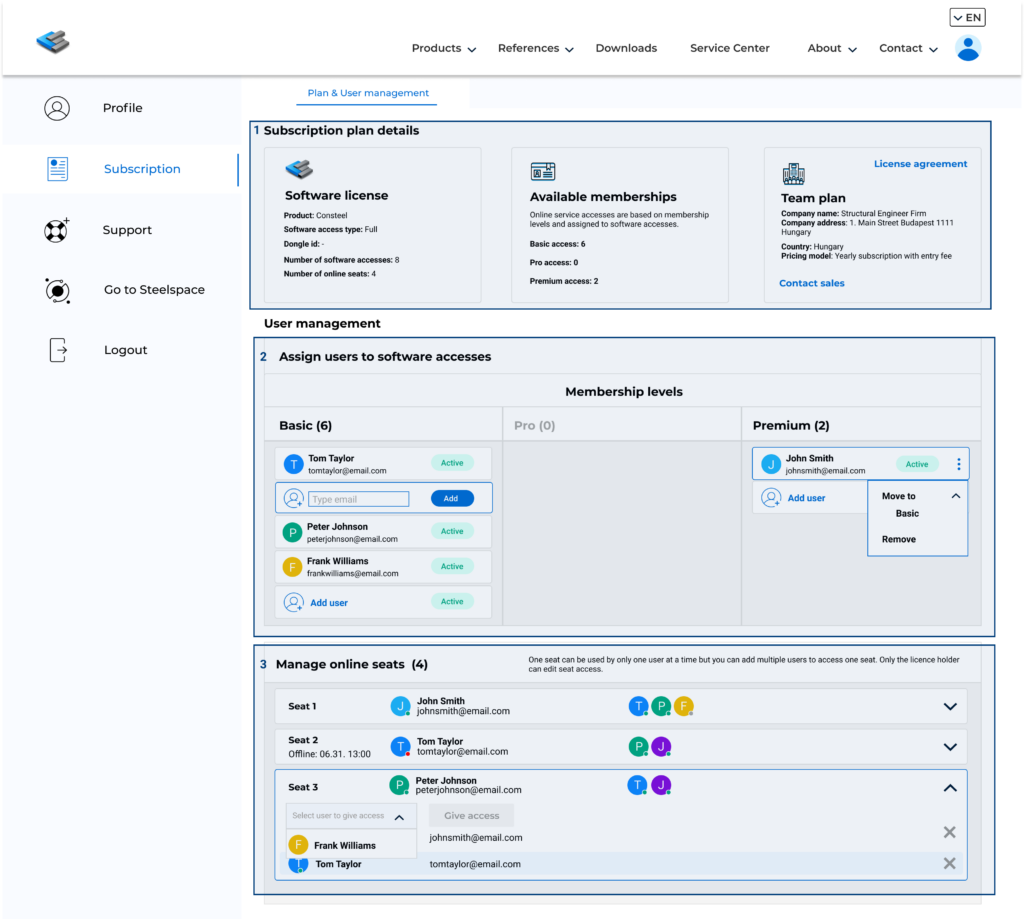 EN
Products
References
Downloads
Service Center
About
Contact
Profile
Subscription
Support
Go to Steelspace
Logout
Plan & User management
1 Subscription plan details
Software license
Product: Consteel
Software access type: Full
Dongle id: -
Number of software accesses: 8
Number of online seats: 4
Available memberships
Online service accesses are based on membership
levels and assigned to software accesses.
Basic access: 6
Pro access: 0
Premium access: 2
License agreement
Team plan
Company name: Structural Engineer Firm
Company address: 1. Main Street Budapest 1111
Hungary
Country: Hungary
Pricing model: Yearly subscription with entry fee
Contact sales
User management
2 Assign users to software accesses
Membership levels
Basic (6)
Pro (0)
Premium (2)
T
Tom Taylor
tomtaylor@email.com
Active
Type email
Add
P
Peter Johnson
peterjohnson@email.com
Active
F
Frank Williams
frankwilliams@email.com
Active
Add user
Active
J
John Smith
johnsmith@email.com
Active
Add user
Move to
Basic
Remove
3 Manage online seats (4)
One seat can be used by only one user at a time but you can add multiple users to access one seat. Only the licence holder
can edit seat access.
Seat 1
J
John Smith
johnsmith@email.com
T P F
Seat 2
Offline: 06.31. 13:00
T
Tom Taylor
tomtaylor@email.com
P J
Seat 3
P
Peter Johnson
peterjohnson@email.com
T J
Select user to give access
Give access
johnsmith@email.com
F
Frank Williams
T
Tom Taylor
tomtaylor@email.com